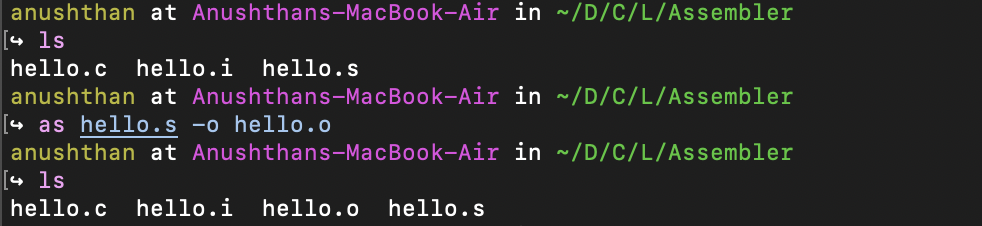 anushthan at Anushthans-MacBook-Air in ~/D/C/L/Assembler
[↪ ls
hello.c  hello.i  hello.s
anushthan at Anushthans-MacBook-Air in ~/D/C/L/Assembler
[↪ as hello.s -o hello.o
anushthan at Anushthans-MacBook-Air in ~/D/C/L/Assembler
[↪ ls
hello.c  hello.i  hello.o  hello.s